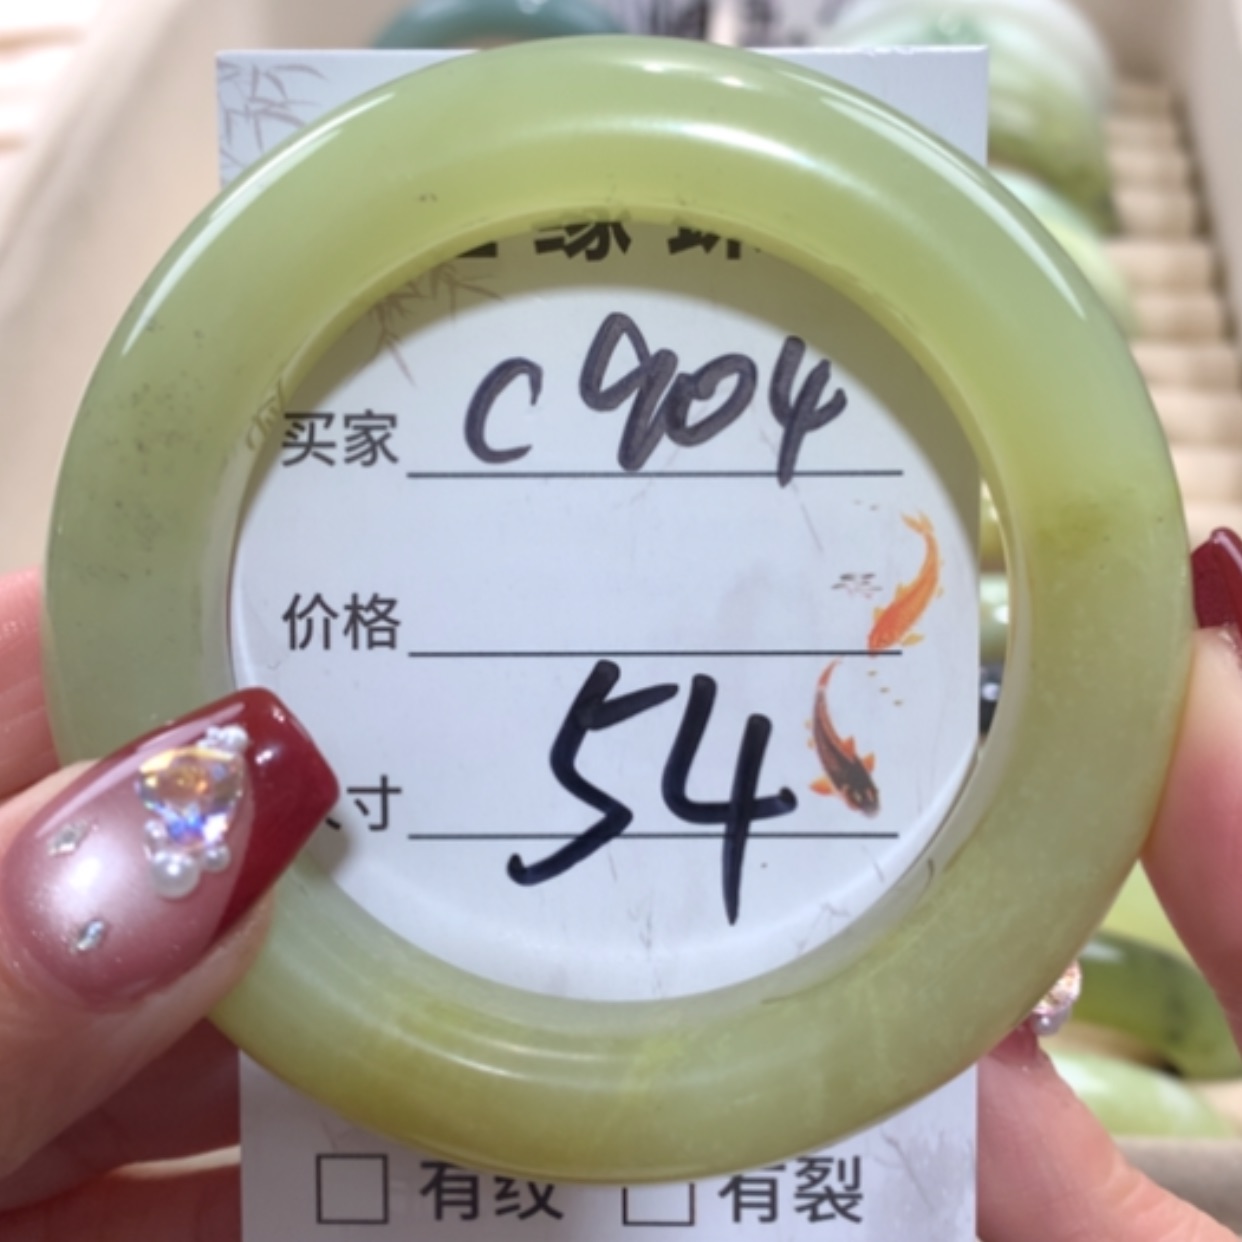 买家 C904
价格
寸 54
有纹 有裂